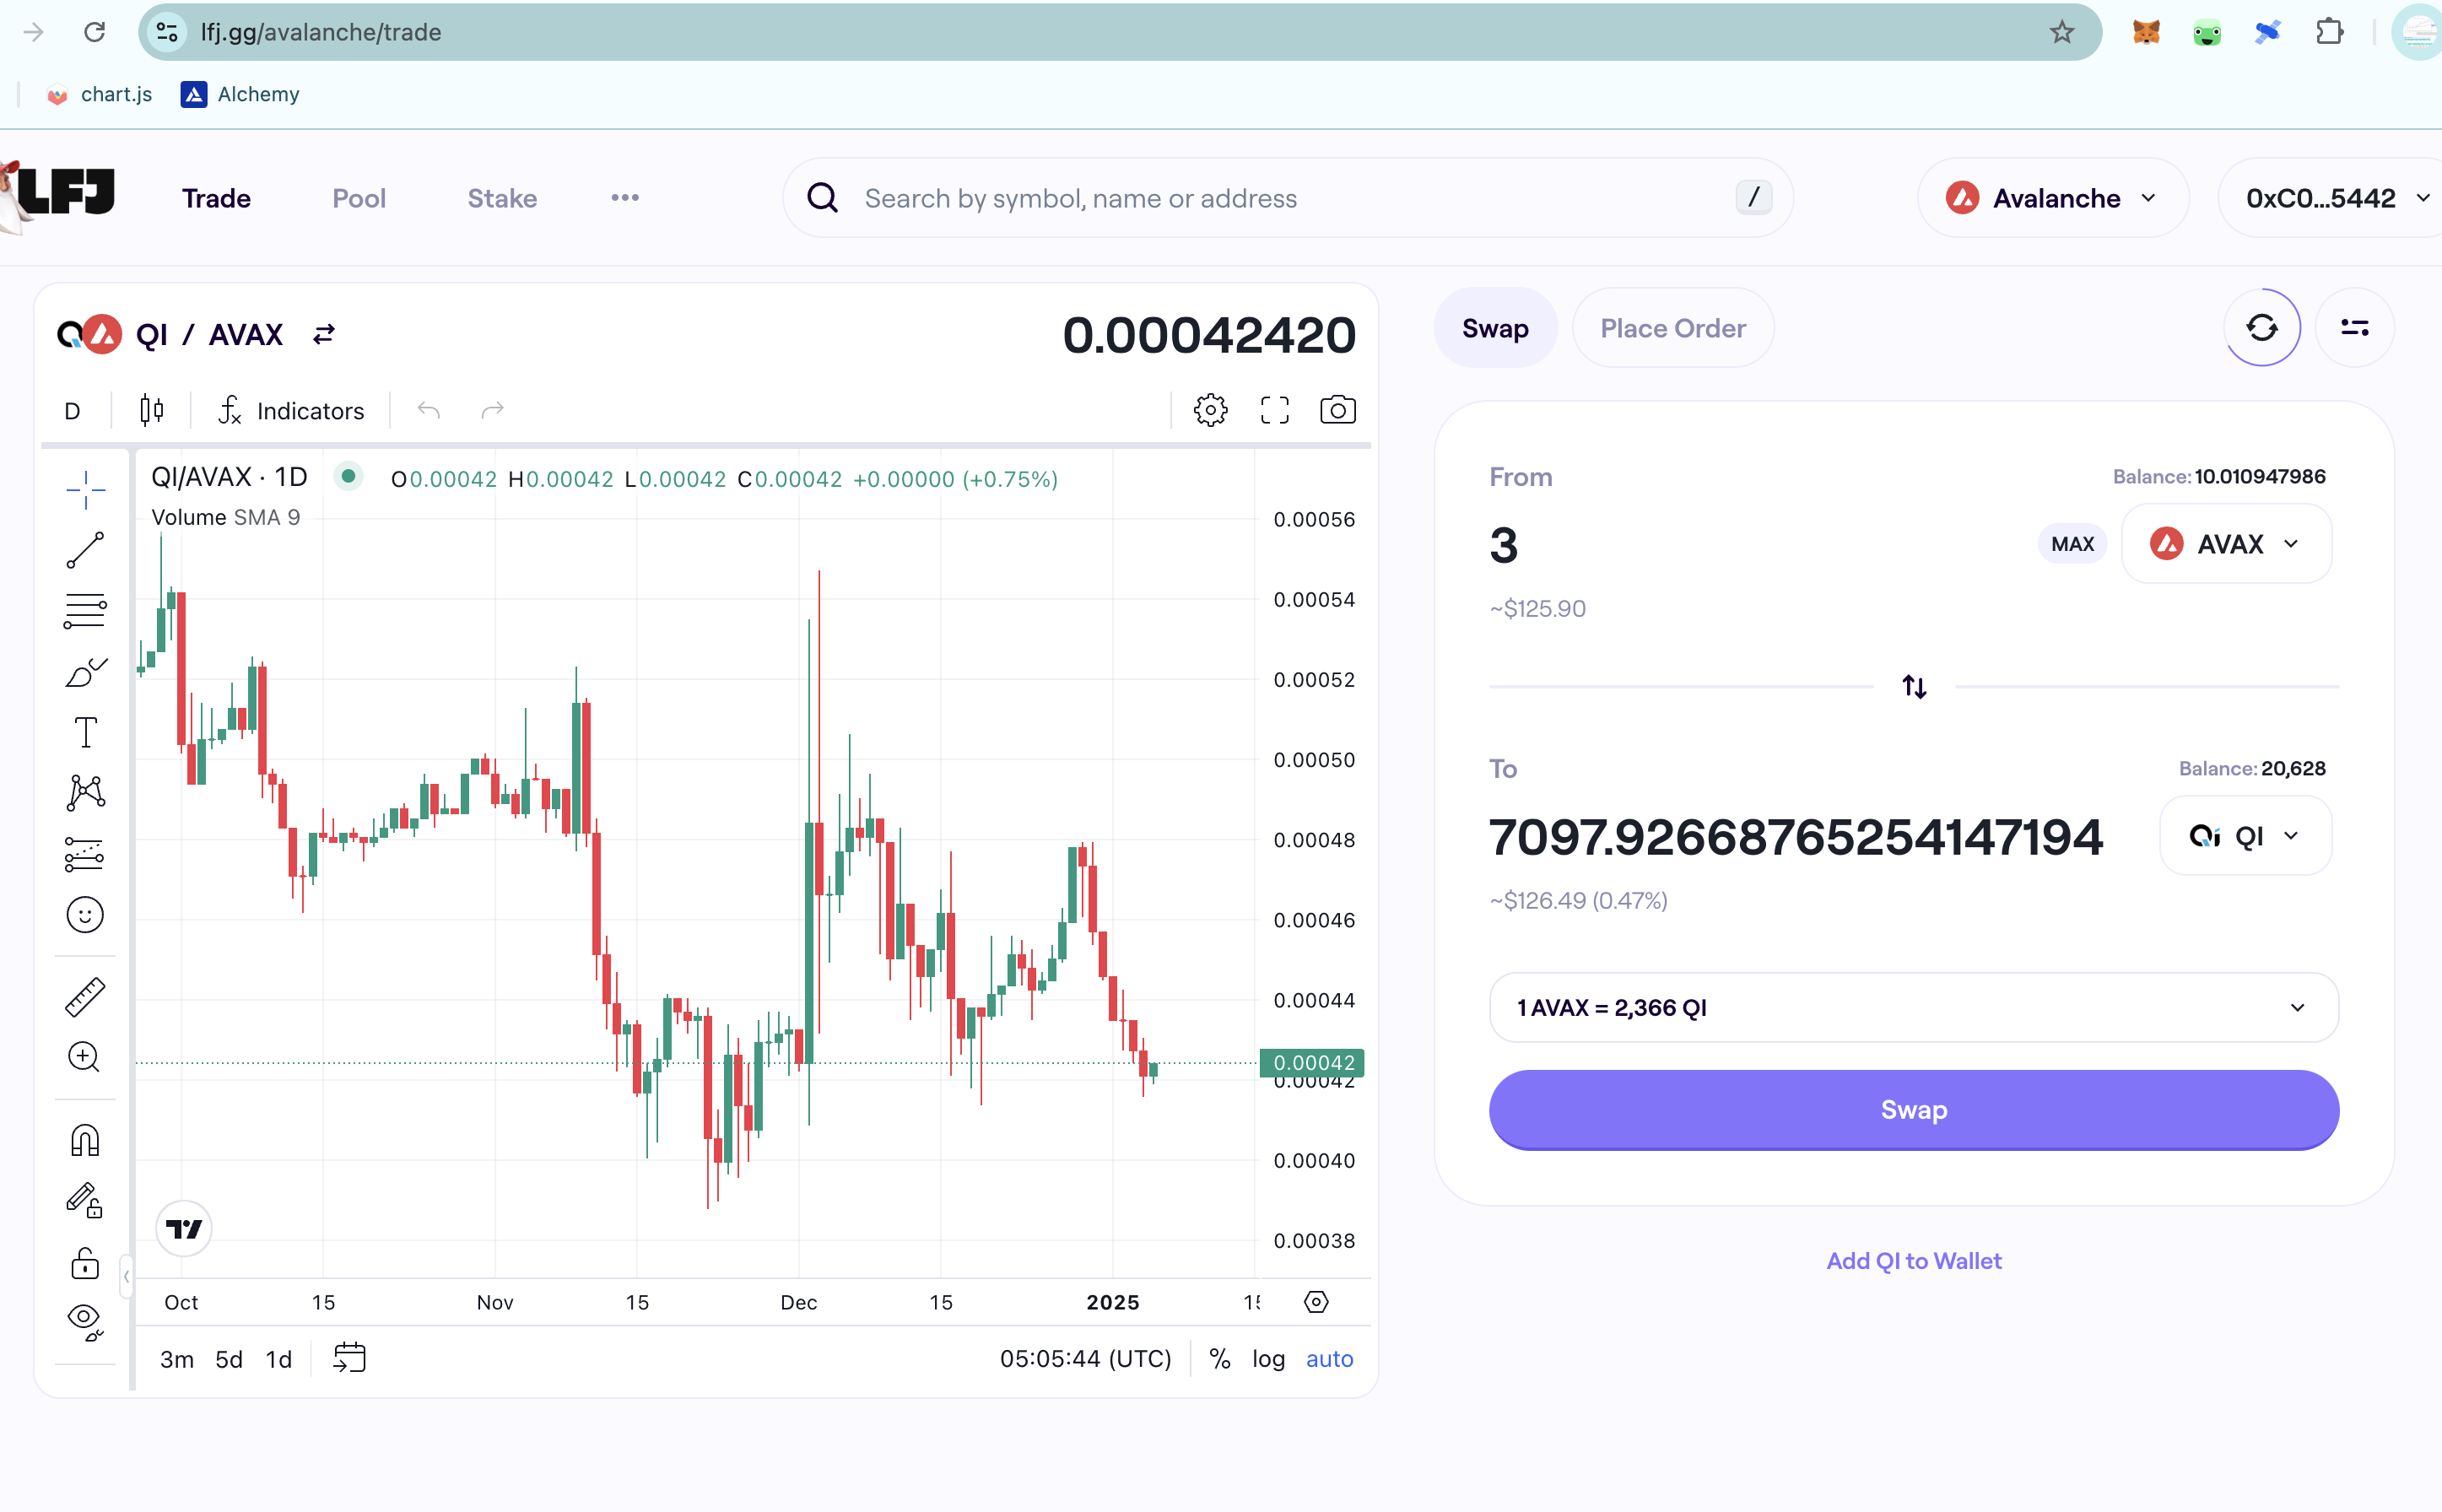 lfj.gg/avalanche/trade
chart.js Alchemy
LFJ Trade Pool Stake ••• Search by symbol, name or address / Avalanche 0xC0...5442
QI / AVAX 0.00042420
Swap Place Order
D Indicators
QI/AVAX · 1D O0.00042 H0.00042 L0.00042 C0.00042 +0.00000 (+0.75%)
Volume SMA 9
0.00056
0.00054
0.00052
0.00050
0.00048
0.00046
0.00044
0.00042
0.00042
0.00040
0.00038
Oct 15 Nov 15 Dec 15 2025 15
3m 5d 1d 05:05:44 (UTC) % log auto
From Balance: 10.010947986
3 MAX AVAX
~$125.90
To Balance: 20,628
7097.92668765254147194 Qi QI
~$126.49 (0.47%)
1 AVAX = 2,366 QI
Swap
Add QI to Wallet